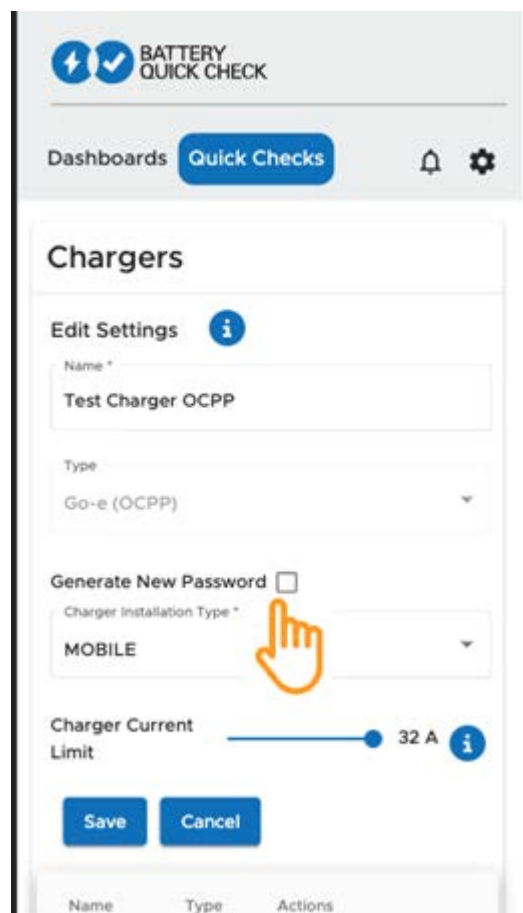 BATTERY
QUICK CHECK
Dashboards Quick Checks
Chargers
Edit Settings i
Name *
Test Charger OCPP
Type
Go-e (OCPP)
Generate New Password
Charger Installation Type *
MOBILE
Charger Current
Limit
32 A i
Save Cancel
Name Type Actions